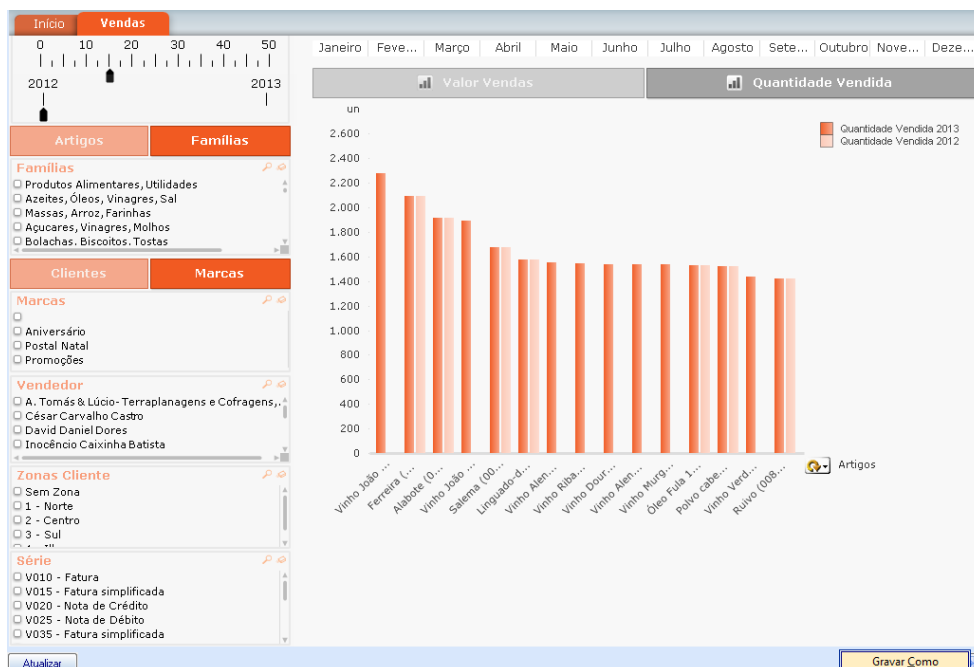 Início Vendas
0 10 20 30 40 50
2012 2013
Artigos Famílias
Famílias
Produtos Alimentares, Utilidades
Azeites, Óleos, Vinagres, Sal
Massas, Arroz, Farinhas
Açucares, Vinagres, Molhos
Bolachas. Biscoitos. Tostas
Clientes Marcas
Marcas
Aniversário
Postal Natal
Promoções
Vendedor
A. Tomás & Lúcio- Terraplanagens e Cofragens,.
César Carvalho Castro
David Daniel Dores
Inocêncio Caixinha Batista
Zonas Cliente
Sem Zona
1 - Norte
2 - Centro
3 - Sul
Série
V010 - Fatura
V015 - Fatura simplificada
V020 - Nota de Crédito
V025 - Nota de Débito
V035 - Fatura simplificada
Atualizar
Janeiro Feve... Março Abril Maio Junho Julho Agosto Sete... Outubro Nove... Deze...
Valor Vendas Quantidade Vendida
un
2.600
2.400
2.200
2.000
1.800
1.600
1.400
1.200
1.000
800
600
400
200
0
Quantidade Vendida 2013
Quantidade Vendida 2012
Vinho João ...
Ferreira (...
Alabote (0...
Vinho João ...
Salema (00...
Linguado-d...
Vinho Alen...
Vinho Riba...
Vinho Dour...
Vinho Alen...
Vinho Murg...
Óleo Fula 1...
Polvo cabe...
Vinho Verd...
Ruivo (008...
Artigos
Gravar Como